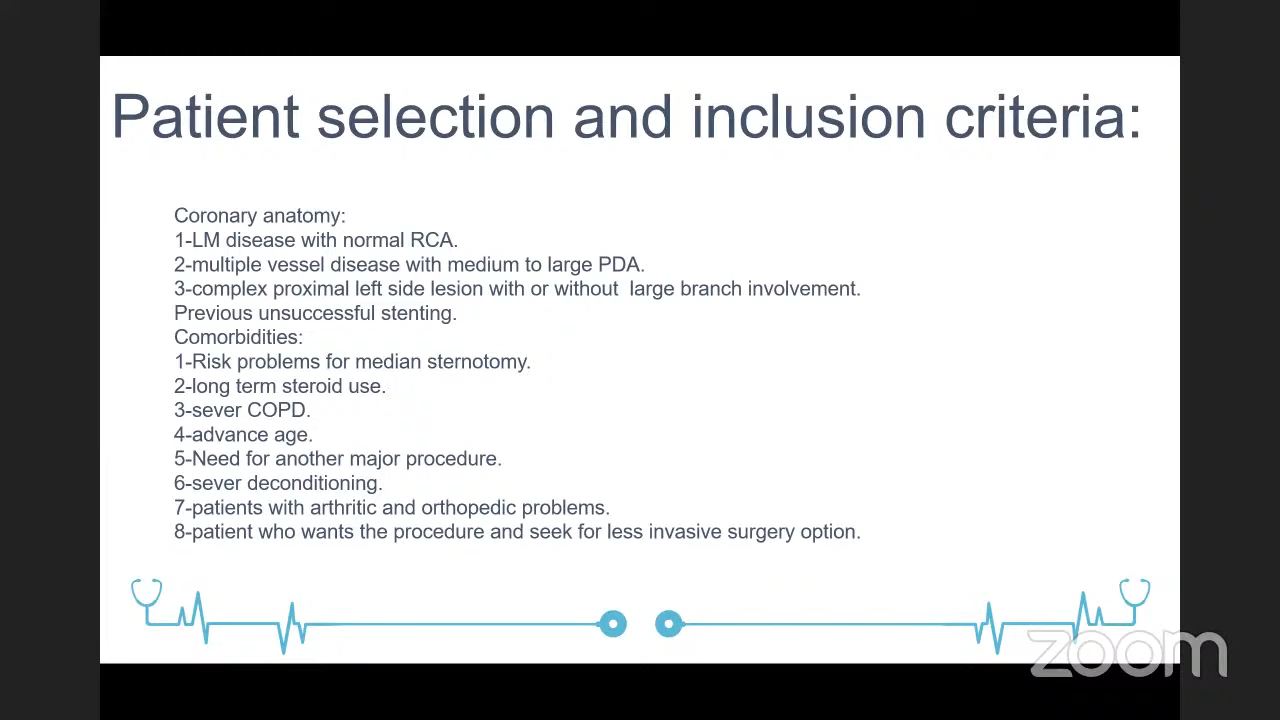 Patient selection and inclusion criteria:
Coronary anatomy:
1-LM disease with normal RCA.
2-multiple vessel disease with medium to large PDA.
3-complex proximal left side lesion with or without large branch involvement.
Previous unsuccessful stenting.
Comorbidities:
1-Risk problems for median sternotomy.
2-long term steroid use.
3-sever COPD.
4-advance age.
5-Need for another major procedure.
6-sever deconditioning.
7-patients with arthritic and orthopedic problems.
8-patient who wants the procedure and seek for less invasive surgery option.
zoom